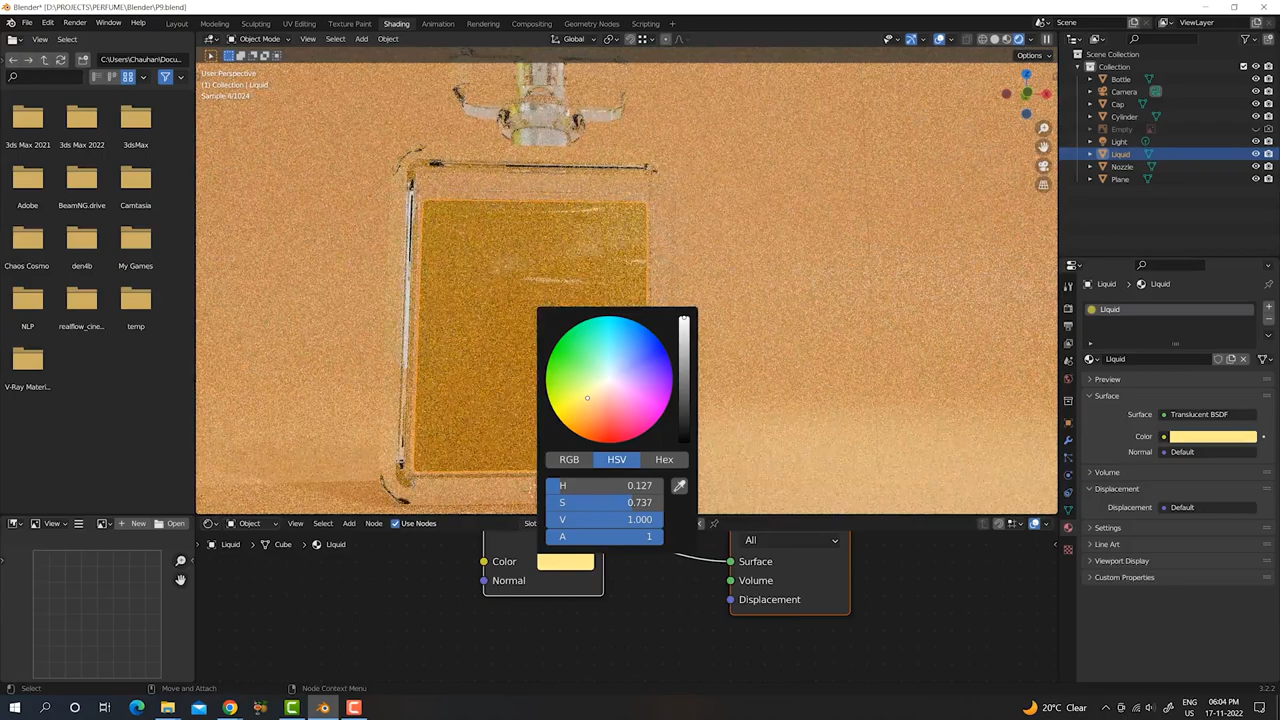 Blender* [D:\PROJECTS\PERFUME\Blender\P9.blend]
File Edit Render Window Help Layout Modeling Sculpting UV Editing Texture Paint Shading Animation Rendering Compositing Geometry Nodes Scripting + Scene ViewLayer
View Select Object Mode View Select Add Object Global
Options
C:\Users\Chauhan\Docu...
User Perspective
(1) Collection | Liquid
Sample 4/1024
3ds Max 2021 3ds Max 2022 3dsMax
Adobe BeamNG.drive Camtasia
Chaos Cosmo den4b My Games
NLP realflow_cine... temp
V-Ray Materi...
Scene Collection
Collection
Bottle
Camera
Cap
Cylinder
Empty
Light
Liquid
Nozzle
Plane
Liquid Liquid
LIquid
Liquid
Preview
Surface
Surface Translucent BSDF
Color
Normal Default
Volume
Displacement
Displacement Default
Settings
Line Art
Viewport Display
Custom Properties
RGB HSV Hex
H 0.127
S 0.737
V 1.000
A 1
View New Open Object View Select Add Node Use Nodes Slot
Liquid Cube LIquid
Color
Normal
All
Surface
Volume
Displacement
Select Move and Attach Node Context Menu 3.2.2
20°C Clear ENG US 06:04 PM 17-11-2022